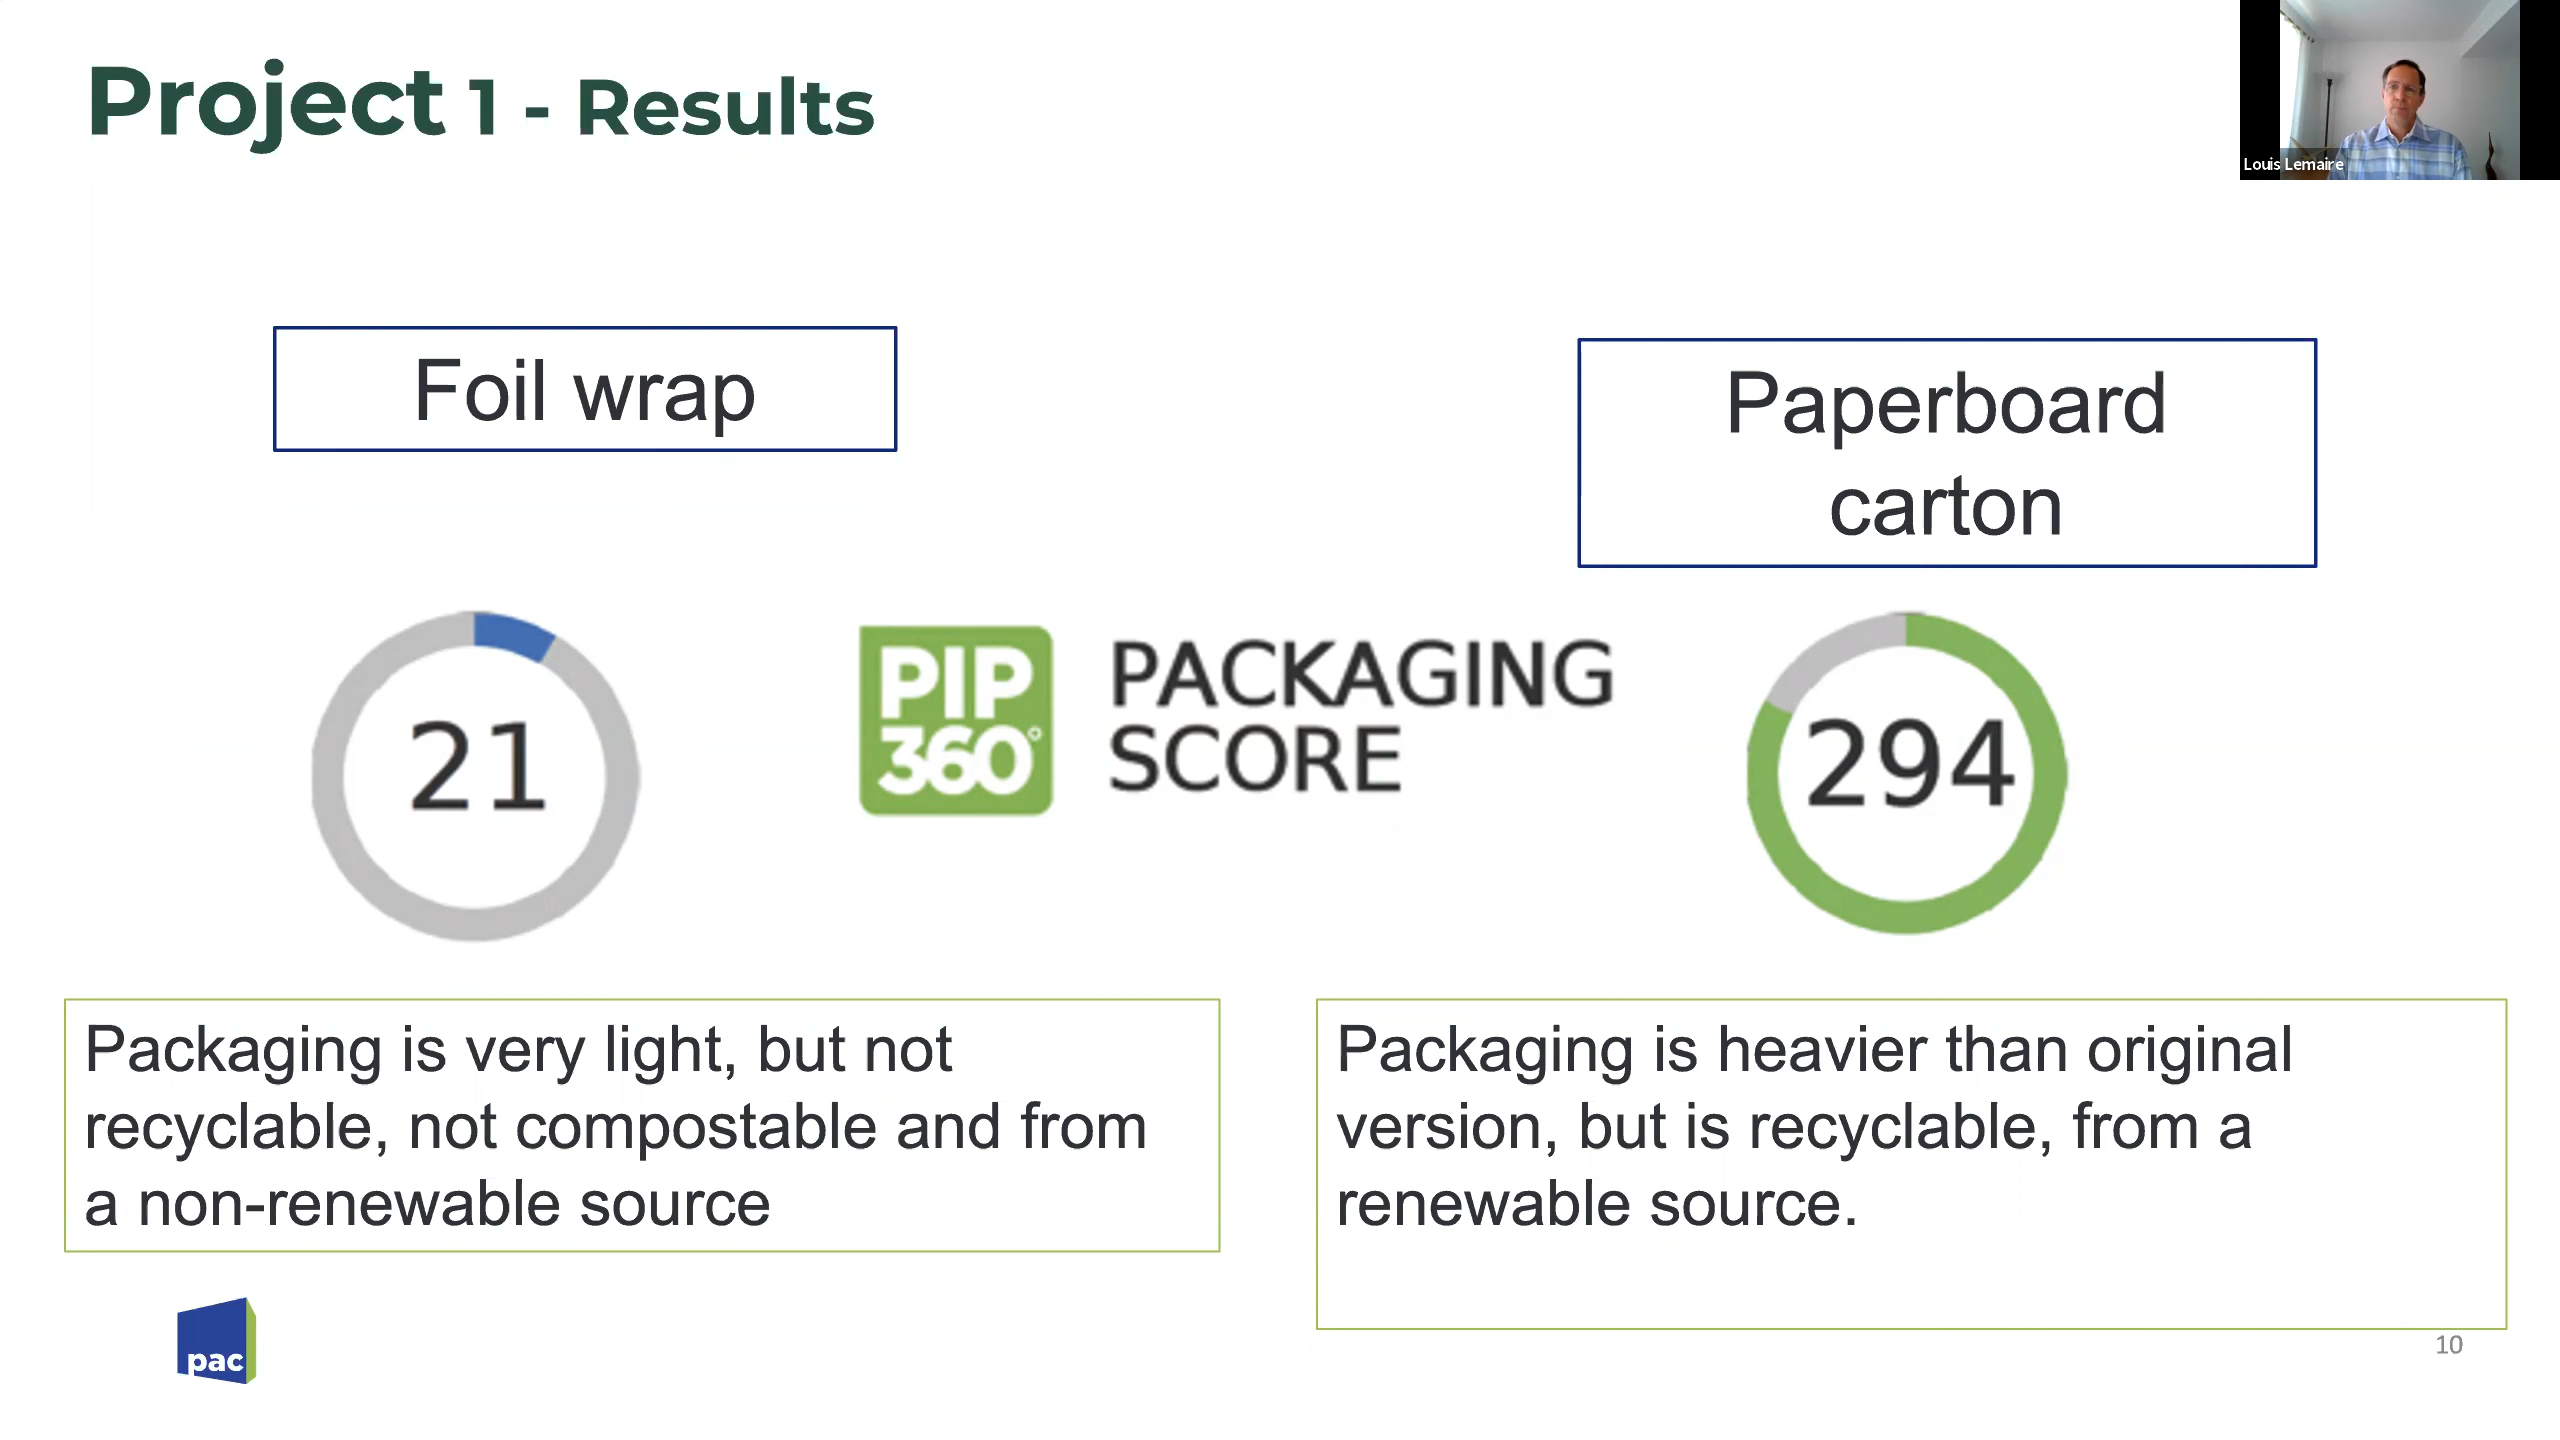 Project 1 - Results
Louis Lemaire
Foil wrap
Paperboard
carton
21
PIP
360°
PACKAGING
SCORE
294
Packaging is very light, but not
recyclable, not compostable and from
a non-renewable source
Packaging is heavier than original
version, but is recyclable, from a
renewable source.
pac
10